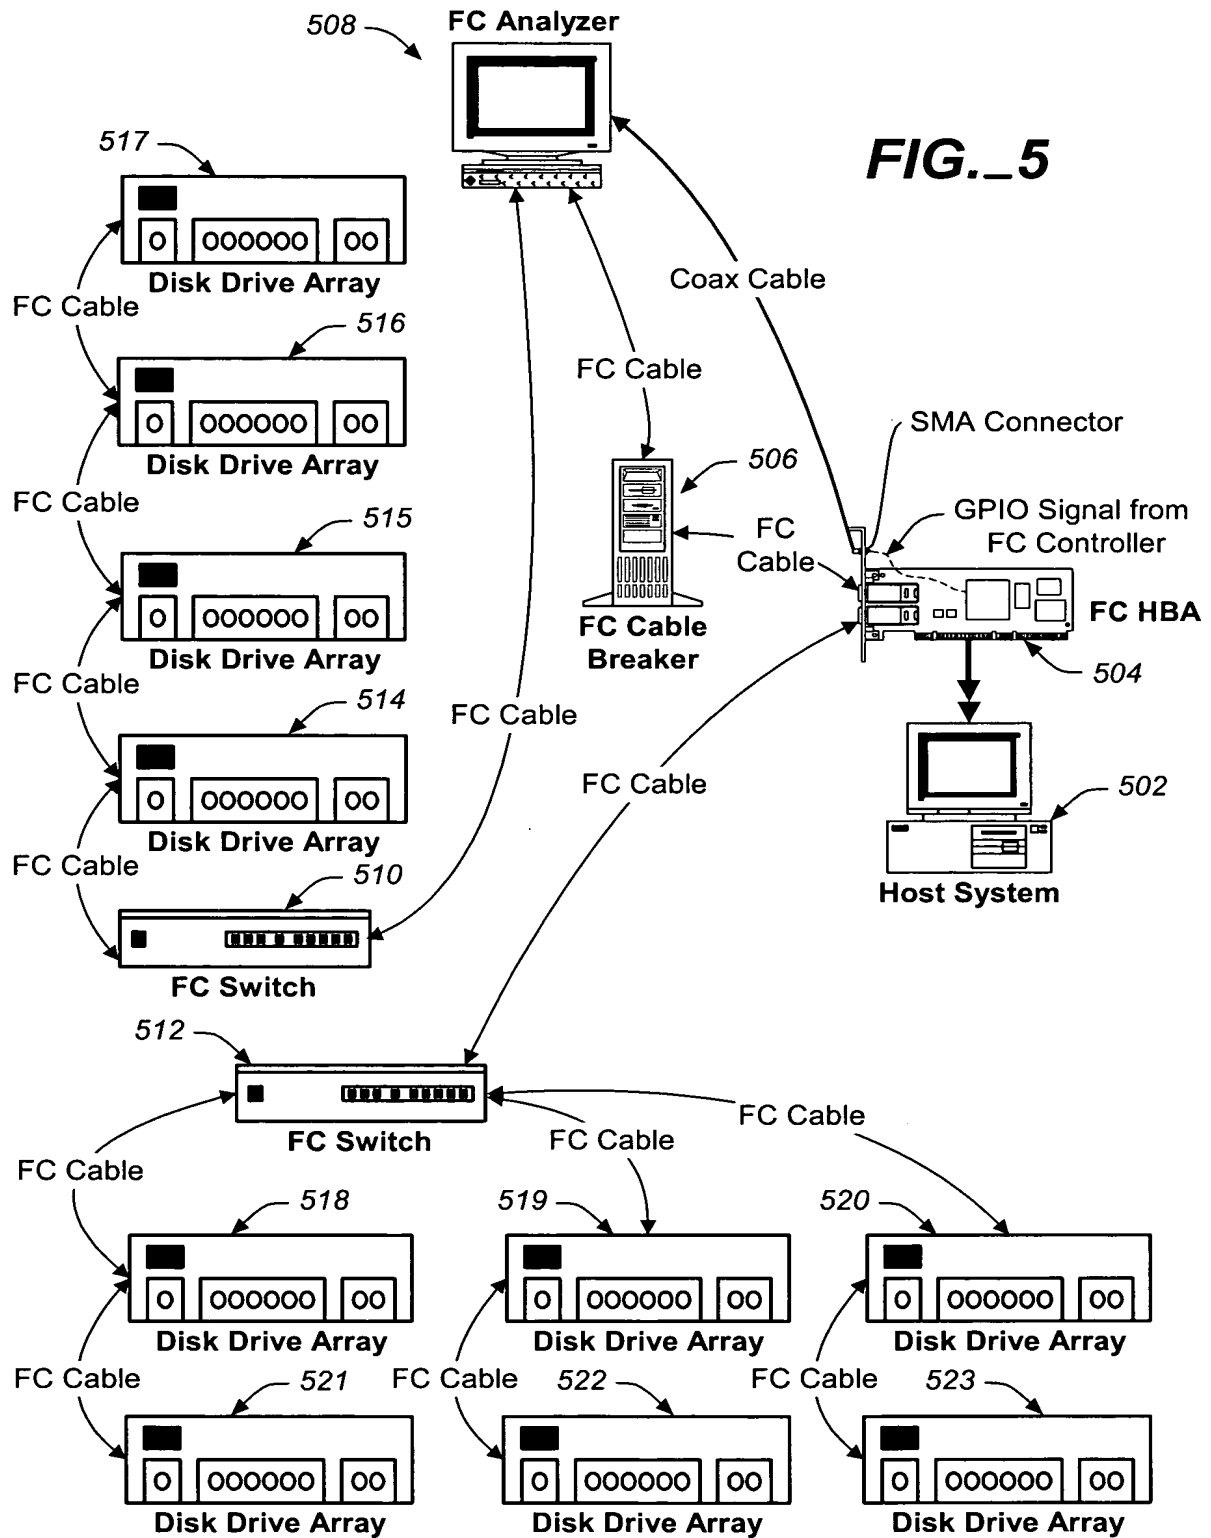 FC Analyzer
508
FIG._5
517
Disk Drive Array
FC Cable
Coax Cable
516
FC Cable
Disk Drive Array
SMA Connector
506
FC Cable
GPIO Signal from
FC Controller
515
FC
Cable
FC HBA
FC Cable
Breaker
Disk Drive Array
504
FC Cable
514
FC Cable
FC Cable
502
Disk Drive Array
FC Cable
510
Host System
FC Switch
512
FC Cable
FC Switch
FC Cable
FC Cable
518
519
520
Disk Drive Array
Disk Drive Array
Disk Drive Array
FC Cable
521
FC Cable
522
FC Cable
523
Disk Drive Array
Disk Drive Array
Disk Drive Array